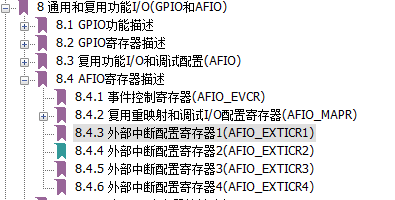 8 通用和复用功能I/O(GPIO和AFIO)
8.1 GPIO功能描述
8.2 GPIO寄存器描述
8.3 复用功能I/O和调试配置(AFIO)
8.4 AFIO寄存器描述
8.4.1 事件控制寄存器(AFIO_EVCR)
8.4.2 复用重映射和调试I/O配置寄存器(AFIO_MAPR)
8.4.3 外部中断配置寄存器1(AFIO_EXTICR1)
8.4.4 外部中断配置寄存器2(AFIO_EXTICR2)
8.4.5 外部中断配置寄存器3(AFIO_EXTICR3)
8.4.6 外部中断配置寄存器4(AFIO_EXTICR4)